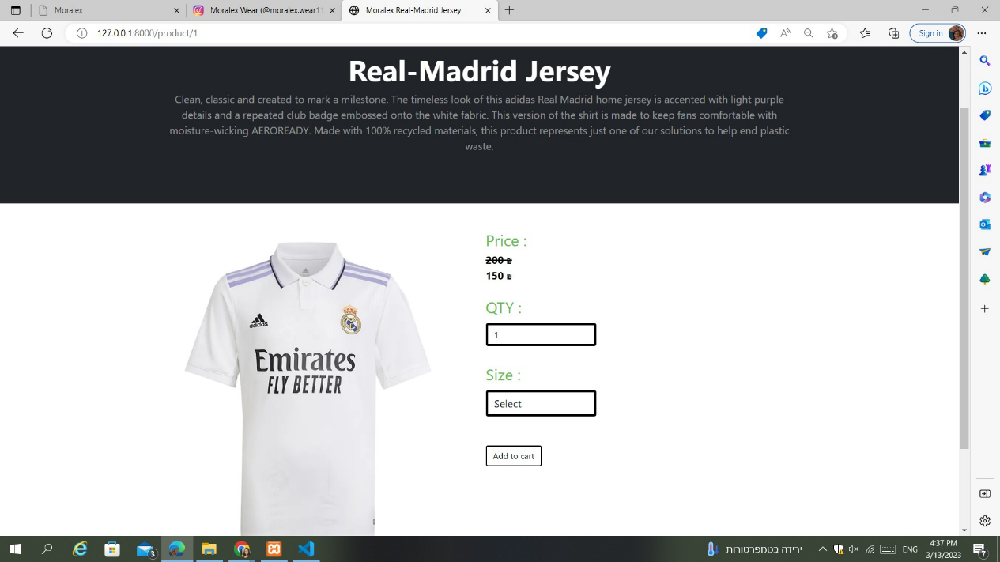 Moralex
Moralex Wear (@moralex.wear11
Moralex Real-Madrid Jersey
127.0.0.1:8000/product/1
Sign in
Real-Madrid Jersey
Clean, classic and created to mark a milestone. The timeless look of this adidas Real Madrid home jersey is accented with light purple
details and a repeated club badge embossed onto the white fabric. This version of the shirt is made to keep fans comfortable with
moisture-wicking AEROREADY. Made with 100% recycled materials, this product represents just one of our solutions to help end plastic
waste.
Price :
200 ₪
150 ₪
QTY :
1
Size :
Select
Add to cart
adidas
Emirates
FLY BETTER
3
ירידה בטמפרטורות
ENG
4:37 PM
3/13/2023
7